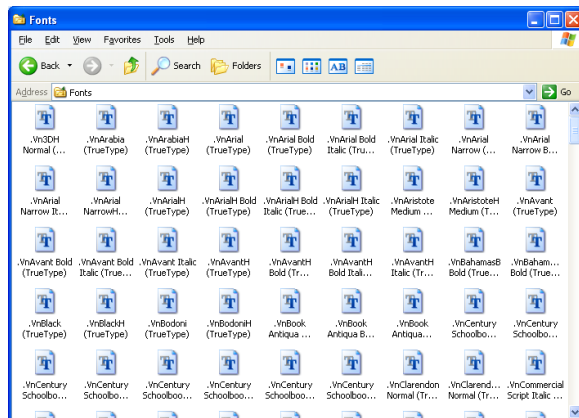 Fonts
File Edit View Favorites Tools Help
Back Search Folders
Address Fonts Go
.Vn3DH .VnArabia .VnArabiaH .VnArial .VnArial Bold .VnArial Bold .VnArial Italic .VnArial .VnArial
Normal (... (TrueType) (TrueType) (TrueType) (TrueType) Italic (Tru... (TrueType) Narrow (... Narrow B...
.VnArial .VnArial .VnArialH .VnArialH Bold .VnArialH Bold .VnArialH Italic .VnAristote .VnAristoteH .VnAvant
Narrow It... NarrowH... (TrueType) (TrueType) Italic (True... (TrueType) Medium ... Medium (T... (TrueType)
.VnAvant Bold .VnAvant Bold .VnAvant Italic .VnAvantH .VnAvantH .VnAvantH .VnAvantH .VnBahamasB .VnBaham...
(TrueType) Italic (True... (TrueType) (TrueType) Bold (Tr... Bold Itali... Italic (Tr... Bold (True... Bold (True...
.VnBlack .VnBlackH .VnBodoni .VnBodoniH .VnBook .VnBook .VnBook .VnCentury .VnCentury
(TrueType) (TrueType) (TrueType) (TrueType) Antiqua ... Antiqua B... Antiqua... Schoolbo... Schoolbo...
.VnCentury .VnCentury .VnCentury .VnCentury .VnCentury .VnCentury .VnClarendon .VnClarend... .VnCommercial
Schoolbo... Schoolboo... Schoolboo... Schoolboo... Schoolbo... Schoolbo... Normal (Tr... Normal (Tr... Script Italic ...